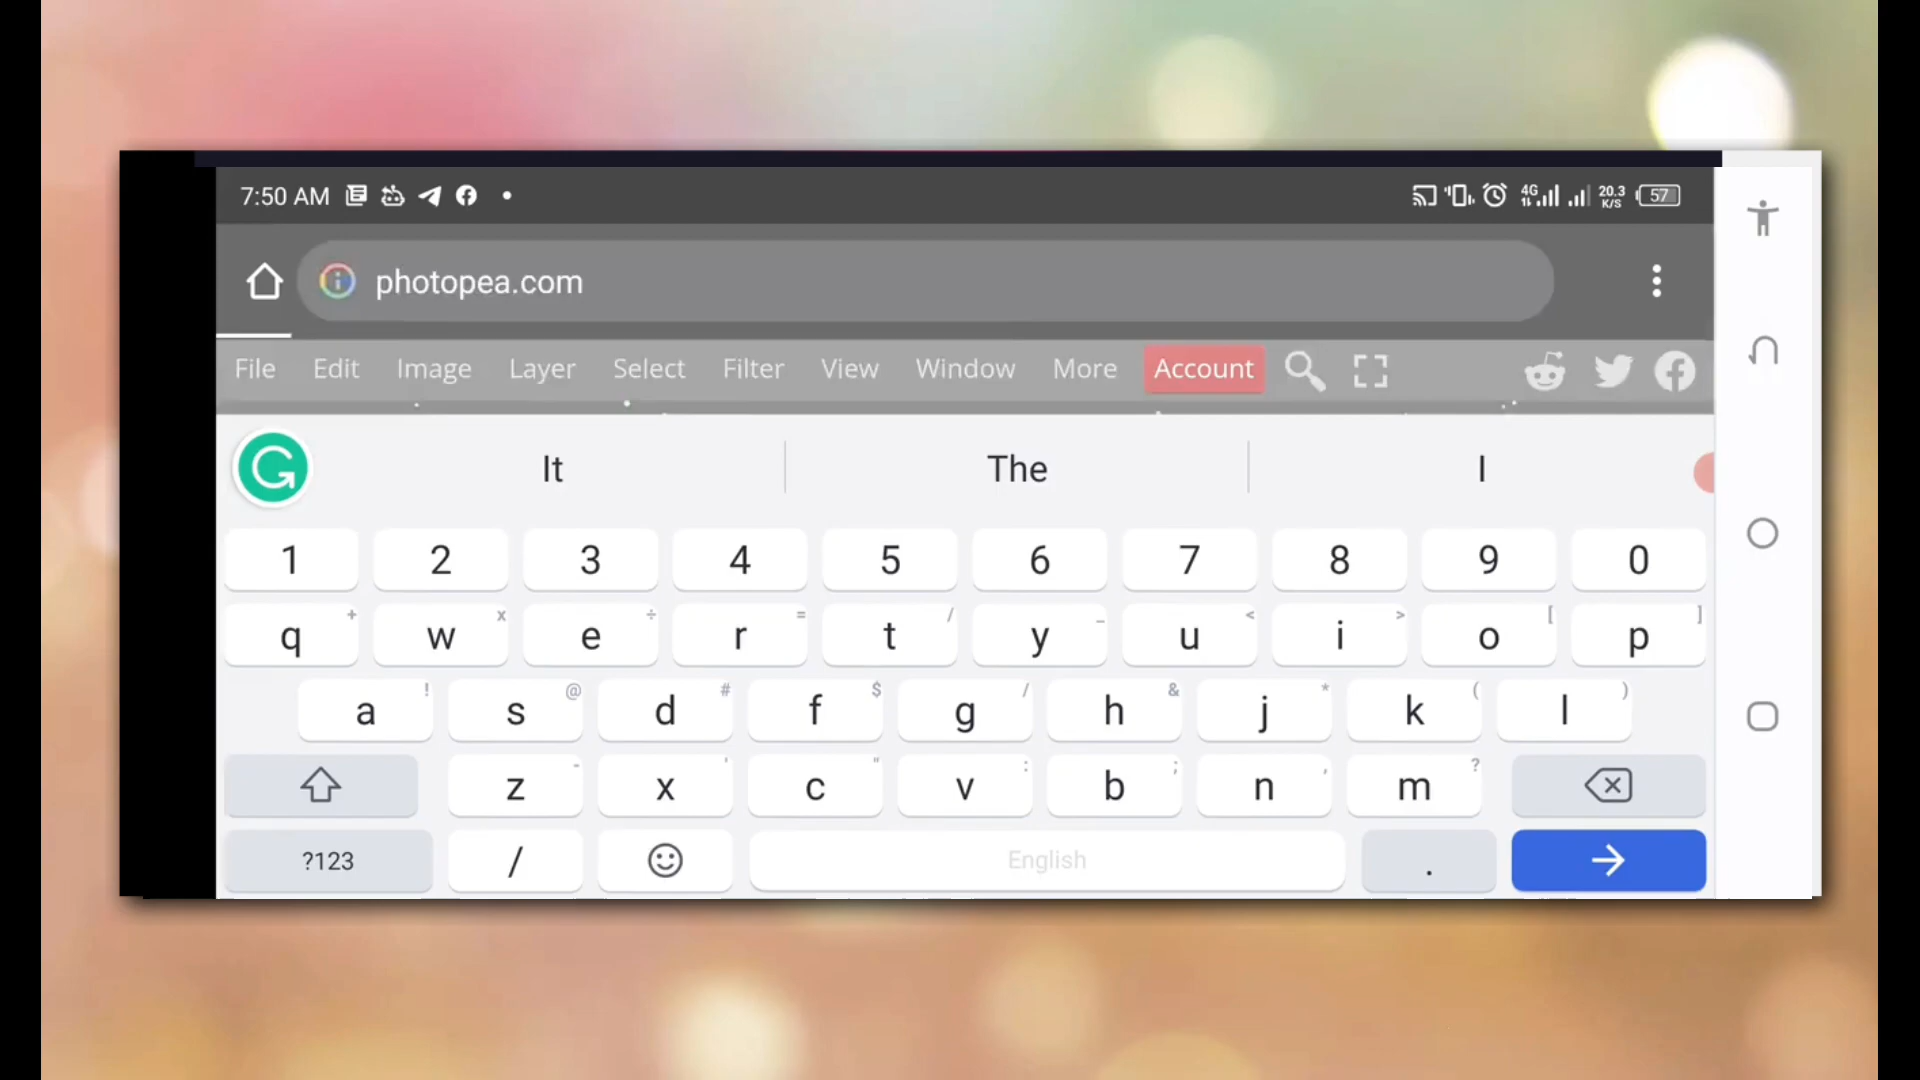 7:50 AM 4G 20.3 K/S 57
photopea.com
File Edit Image Layer Select Filter View Window More Account
It The I
1 2 3 4 5 6 7 8 9 0
q + w x e ÷ r = t / y _ u < i > o [ p ]
a ! s @ d # f $ g / h & j * k ( l )
z - x ' c " v : b ; n , m ?
?123 / English .